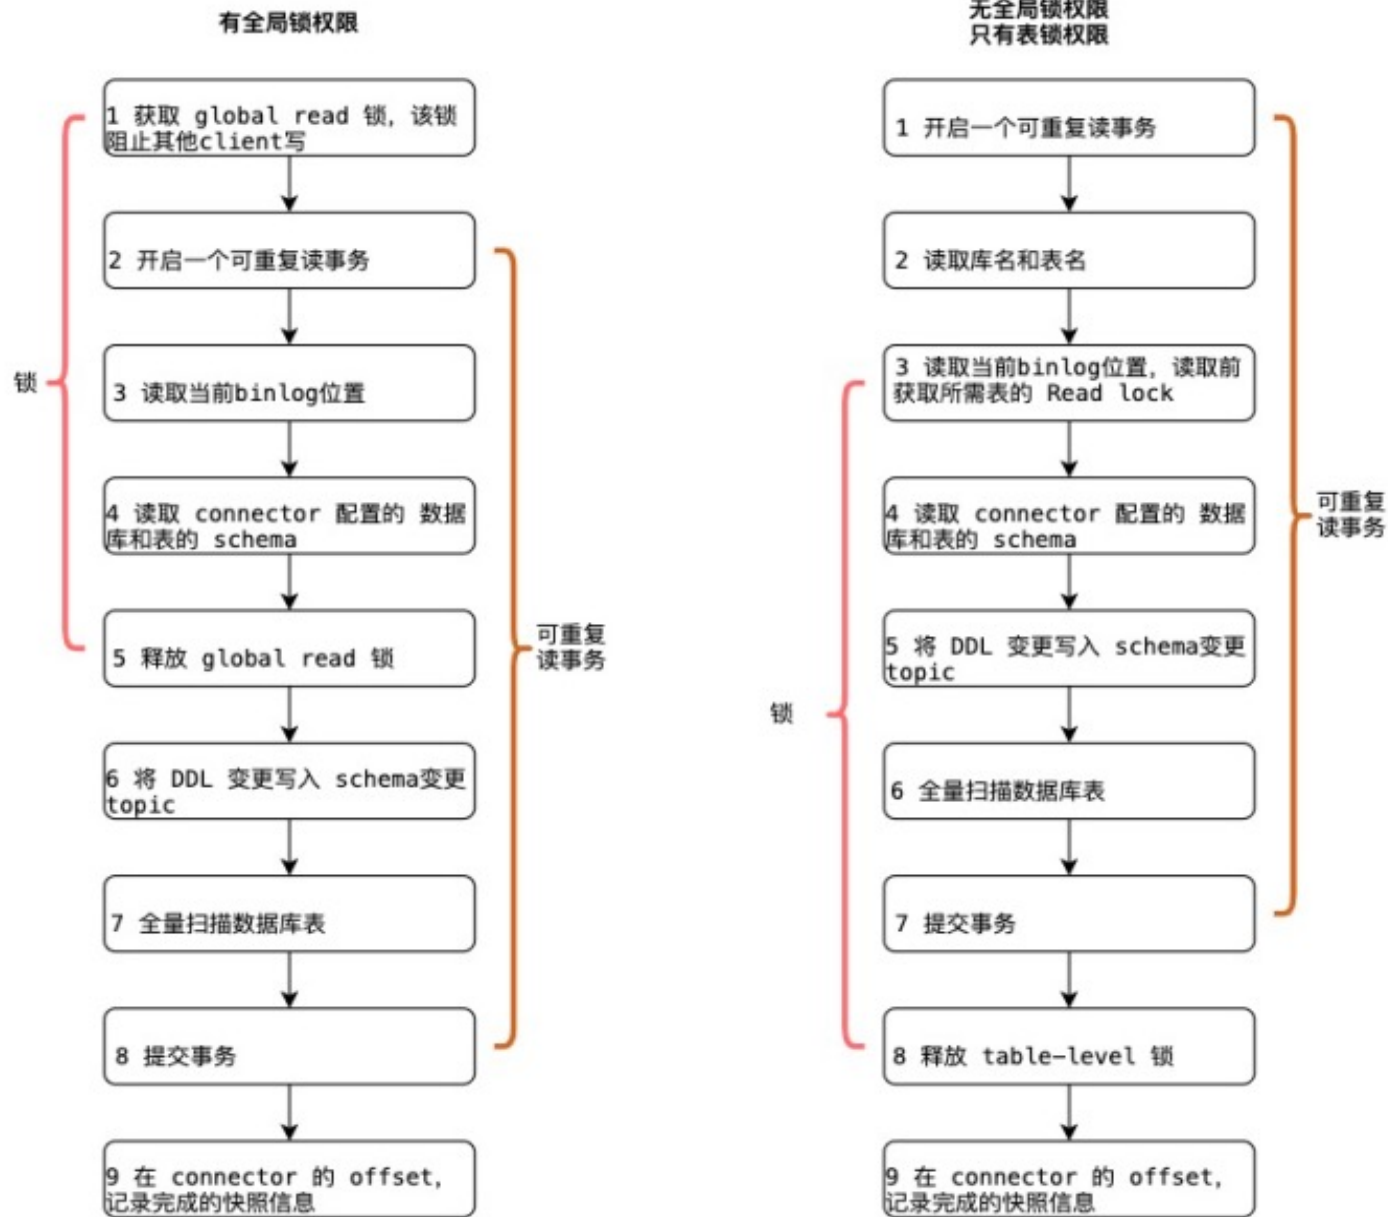 有全局锁权限
1 获取 global read 锁，该锁
阻止其他client写
2 开启一个可重复读事务
3 读取当前binlog位置
4 读取 connector 配置的 数据
库和表的 schema
5 释放 global read 锁
6 将 DDL 变更写入 schema变更
topic
7 全量扫描数据库表
8 提交事务
9 在 connector 的 offset，
记录完成的快照信息
锁
可重复
读事务
无全局锁权限
只有表锁权限
1 开启一个可重复读事务
2 读取库名和表名
3 读取当前binlog位置，读取前
获取所需表的 Read lock
4 读取 connector 配置的 数据
库和表的 schema
5 将 DDL 变更写入 schema变更
topic
6 全量扫描数据库表
7 提交事务
8 释放 table-level 锁
9 在 connector 的 offset，
记录完成的快照信息
锁
可重复
读事务